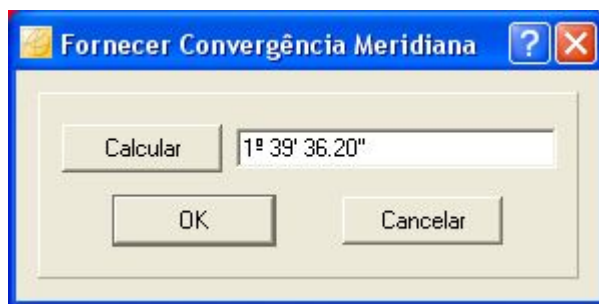 Fornecer Convergência Meridiana
Calcular 1º 39' 36.20"
OK Cancelar